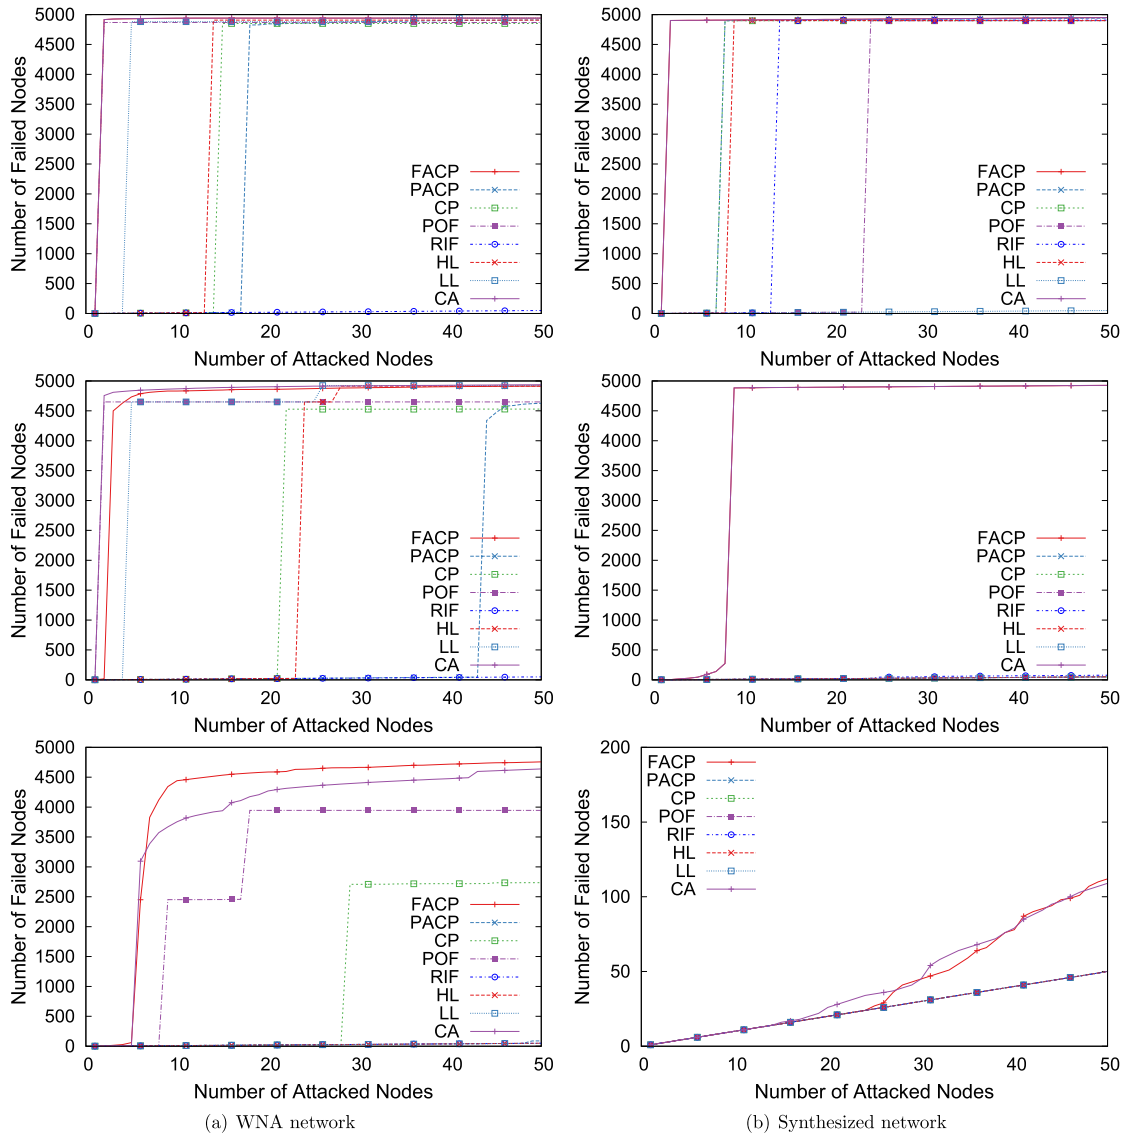 Number of Failed Nodes
5000
4500
4000
3500
3000
2500
2000
1500
1000
500
0
FACP
PACP
CP
POF
RIF
HL
LL
CA
0 10 20 30 40 50
Number of Attacked Nodes
Number of Failed Nodes
5000
4500
4000
3500
3000
2500
2000
1500
1000
500
0
FACP
PACP
CP
POF
RIF
HL
LL
CA
0 10 20 30 40 50
Number of Attacked Nodes
Number of Failed Nodes
5000
4500
4000
3500
3000
2500
2000
1500
1000
500
0
FACP
PACP
CP
POF
RIF
HL
LL
CA
0 10 20 30 40 50
Number of Attacked Nodes
Number of Failed Nodes
5000
4500
4000
3500
3000
2500
2000
1500
1000
500
0
FACP
PACP
CP
POF
RIF
HL
LL
CA
0 10 20 30 40 50
Number of Attacked Nodes
Number of Failed Nodes
5000
4500
4000
3500
3000
2500
2000
1500
1000
500
0
FACP
PACP
CP
POF
RIF
HL
LL
CA
0 10 20 30 40 50
Number of Attacked Nodes
Number of Failed Nodes
200
150
100
50
0
FACP
PACP
CP
POF
RIF
HL
LL
CA
0 10 20 30 40 50
Number of Attacked Nodes
(a) WNA network
(b) Synthesized network